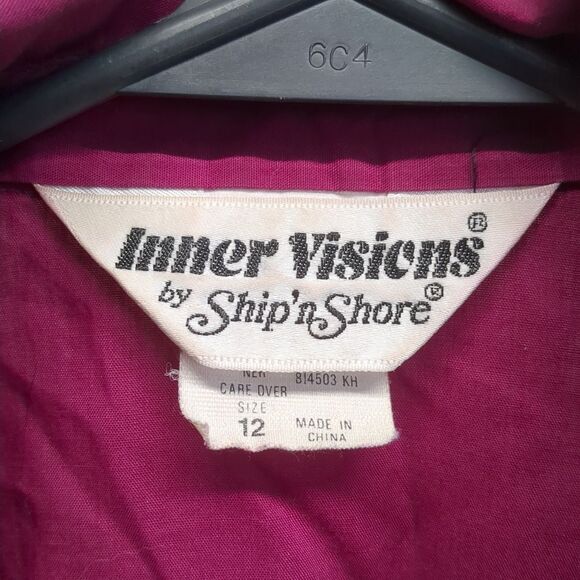 6C4
Inner Visions®
by Ship'n Shore®
814503 KH
CARE OVER
SIZE
12
MADE IN
CHINA